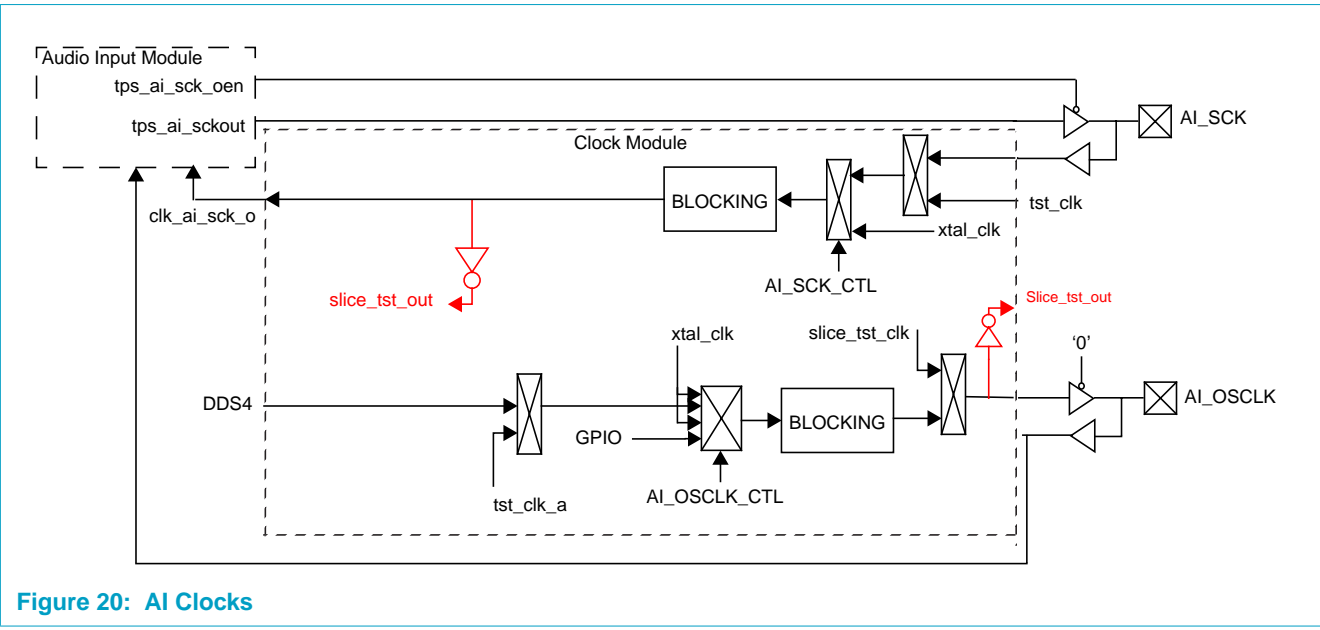 Audio Input Module
tps_ai_sck_oen
tps_ai_sckout
AI_SCK
Clock Module
BLOCKING
tst_clk
clk_ai_sck_o
xtal_clk
AI_SCK_CTL
slice_tst_out
Slice_tst_out
xtal_clk
slice_tst_clk
'0'
DDS4
AI_OSCLK
BLOCKING
GPIO
tst_clk_a
AI_OSCLK_CTL
Figure 20: AI Clocks